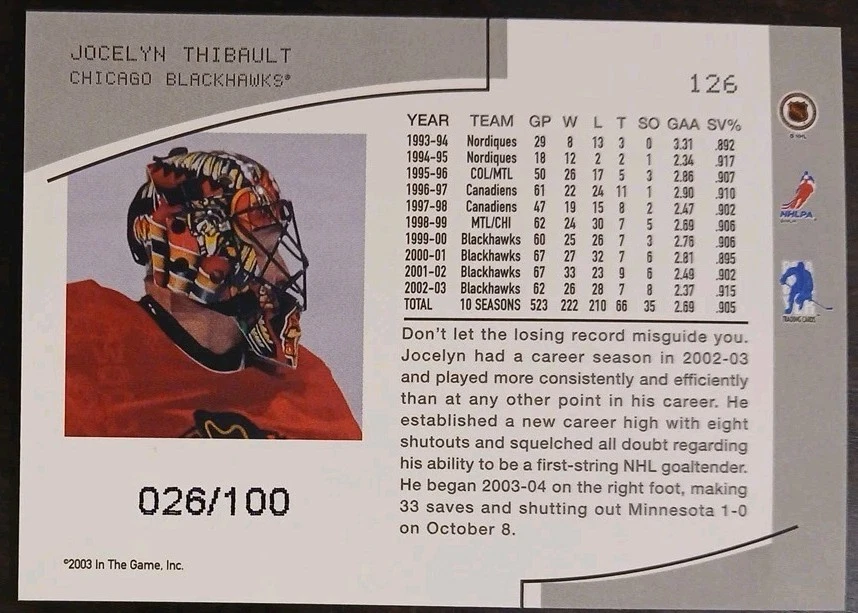 JOCELYN THIBAULT
CHICAGO BLACKHAWKS®
126
YEAR TEAM GP W L T SO GAA SV%
1993-94 Nordiques 29 8 13 3 0 3.31 .892
1994-95 Nordiques 18 12 2 2 1 2.34 .917
1995-96 COL/MTL 50 26 17 5 3 2.86 .907
1996-97 Canadiens 61 22 24 11 1 2.90 .910
1997-98 Canadiens 47 19 15 8 2 2.47 .902
1998-99 MTL/CHI 62 24 30 7 5 2.69 .906
1999-00 Blackhawks 60 25 26 7 3 2.76 .906
2000-01 Blackhawks 67 27 32 7 6 2.81 .895
2001-02 Blackhawks 67 33 23 9 6 2.49 .902
2002-03 Blackhawks 62 26 28 7 8 2.37 .915
TOTAL 10 SEASONS 523 222 210 66 35 2.69 .905
Don't let the losing record misguide you.
Jocelyn had a career season in 2002-03
and played more consistently and efficiently
than at any other point in his career. He
established a new career high with eight
shutouts and squelched all doubt regarding
his ability to be a first-string NHL goaltender.
He began 2003-04 on the right foot, making
33 saves and shutting out Minnesota 1-0
on October 8.
026/100
©2003 In The Game, Inc.
NHLPA
TRADING CARDS